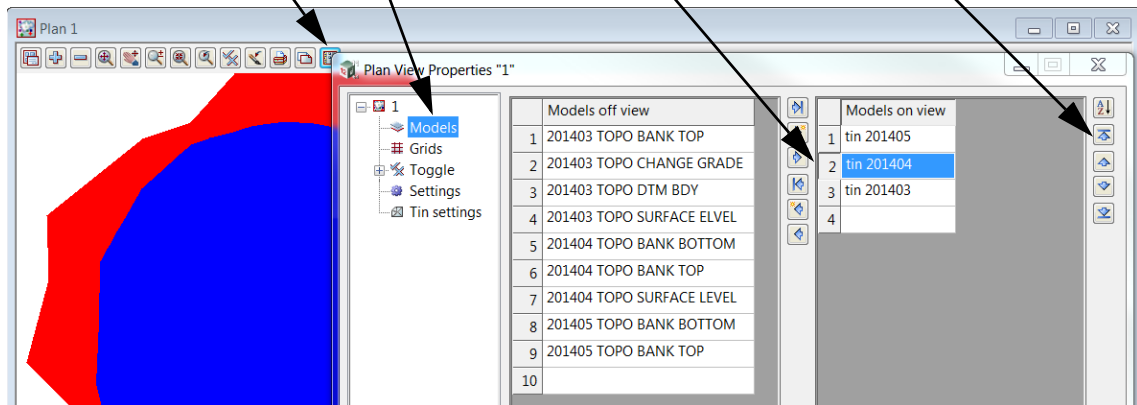 Plan 1
Plan View Properties "1"
1
Models
Grids
Toggle
Settings
Tin settings
Models off view
1 201403 TOPO BANK TOP
2 201403 TOPO CHANGE GRADE
3 201403 TOPO DTM BDY
4 201403 TOPO SURFACE ELVEL
5 201404 TOPO BANK BOTTOM
6 201404 TOPO BANK TOP
7 201404 TOPO SURFACE LEVEL
8 201405 TOPO BANK BOTTOM
9 201405 TOPO BANK TOP
10
Models on view
1 tin 201405
2 tin 201404
3 tin 201403
4
A
Z